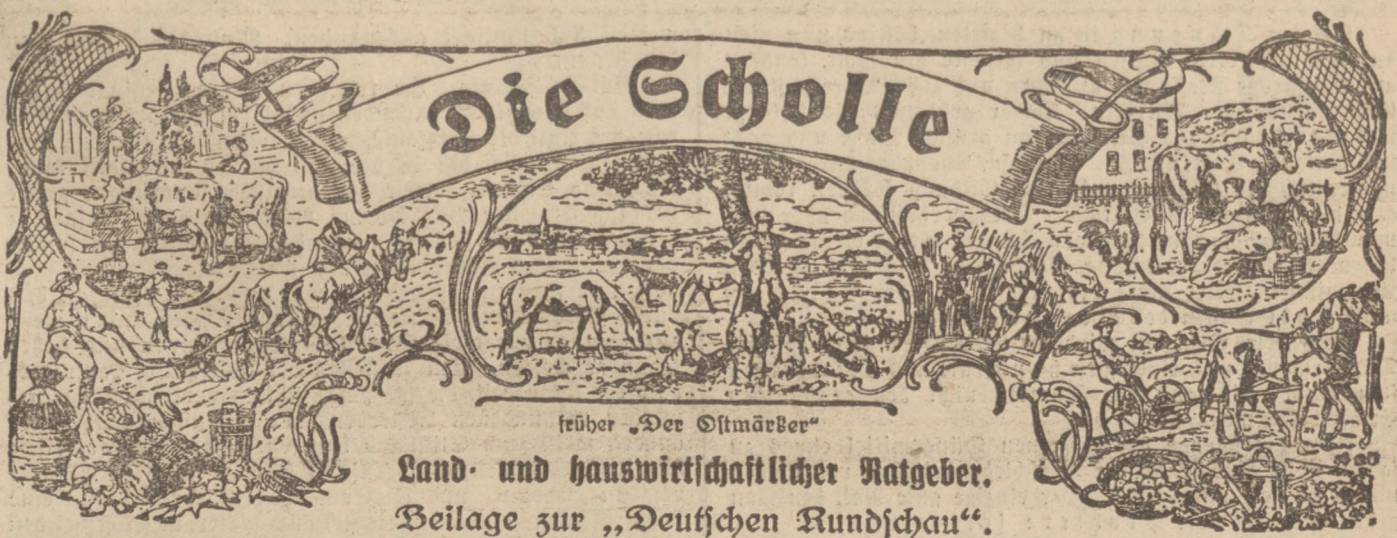 Die Scholle
früher „Der Ostmärker“
Land- und hauswirtschaftlicher Ratgeber.
Beilage zur „Deutschen Rundschau“.